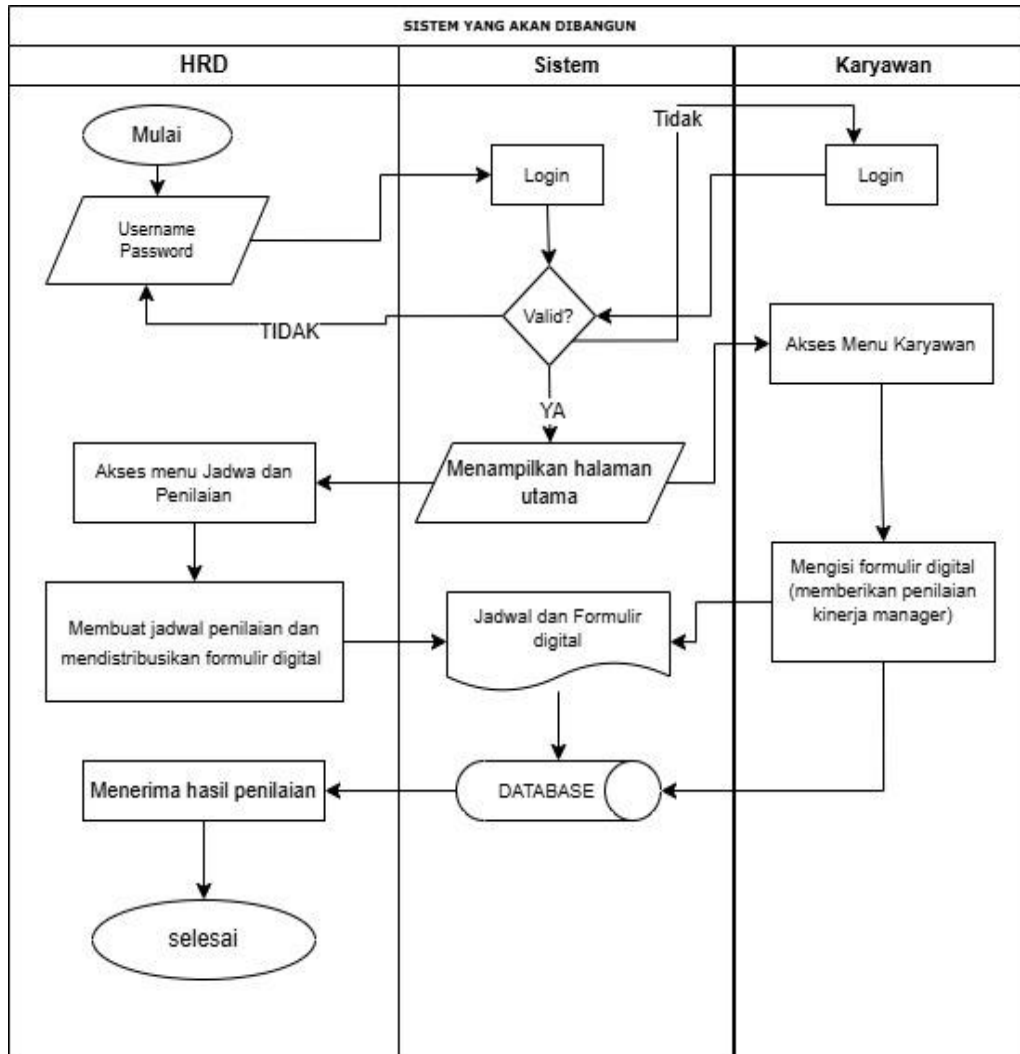 SISTEM YANG AKAN DIBANGUN
HRD
Sistem
Karyawan
Mulai
Tidak
Login
Login
Username
Password
Valid?
TIDAK
Akses Menu Karyawan
YA
Akses menu Jadwa dan
Penilaian
Menampilkan halaman
utama
Mengisi formulir digital
(memberikan penilaian
kinerja manager)
Membuat jadwal penilaian dan
mendistribusikan formulir digital
Jadwal dan Formulir
digital
Menerima hasil penilaian
DATABASE
selesai